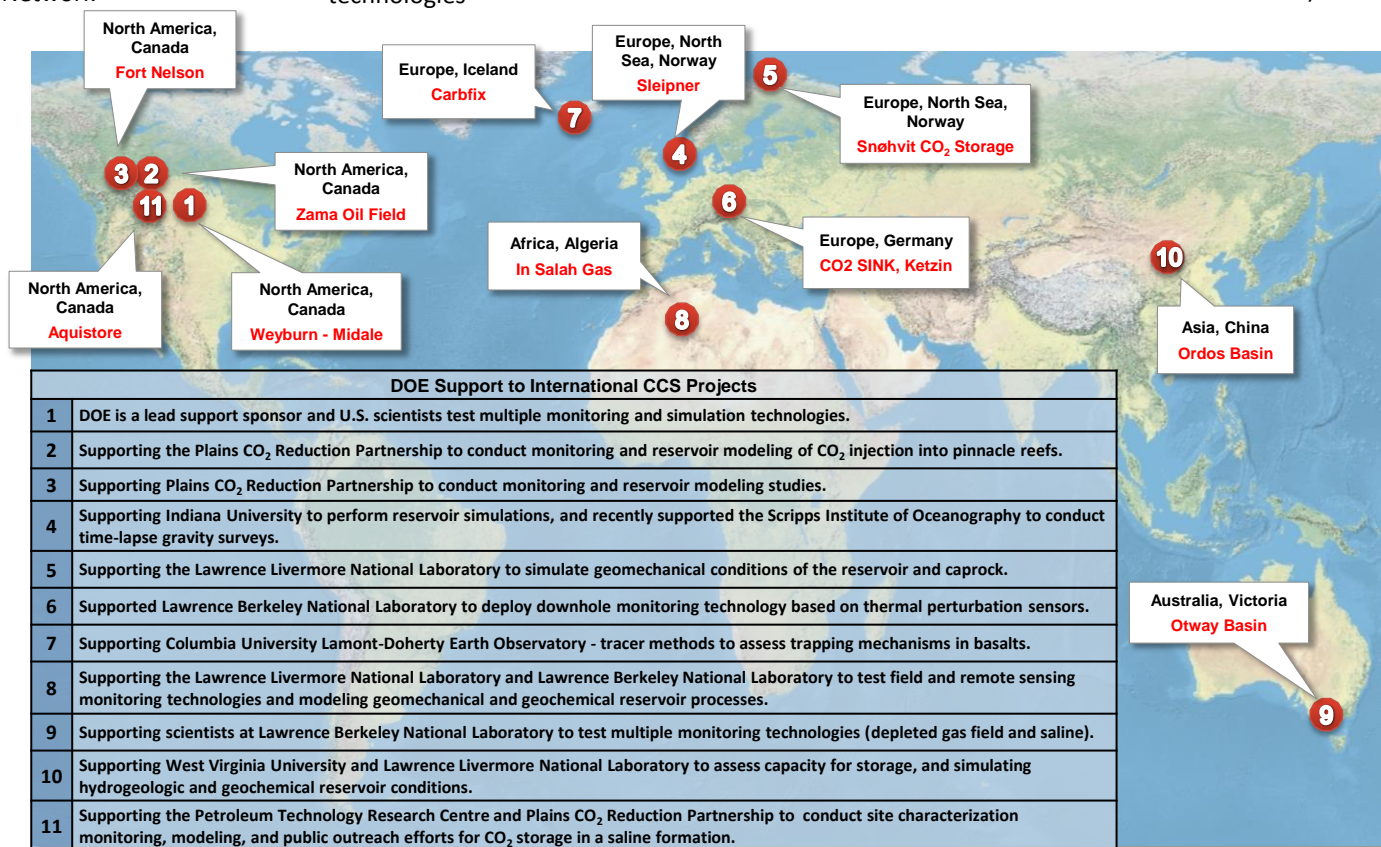 technologies
North America,
Canada
Fort Nelson
Europe, Iceland
Carbfix
Europe, North
Sea, Norway
Sleipner
5
Europe, North Sea,
Norway
Snøhvit CO2 Storage
7
4
3
2
North America,
Canada
Zama Oil Field
11
1
6
Africa, Algeria
In Salah Gas
Europe, Germany
CO2 SINK, Ketzin
10
North America,
Canada
Aquistore
North America,
Canada
Weyburn - Midale
8
Asia, China
Ordos Basin
DOE Support to International CCS Projects
1 DOE is a lead support sponsor and U.S. scientists test multiple monitoring and simulation technologies.
2 Supporting the Plains CO2 Reduction Partnership to conduct monitoring and reservoir modeling of CO2 injection into pinnacle reefs.
3 Supporting Plains CO2 Reduction Partnership to conduct monitoring and reservoir modeling studies.
4 Supporting Indiana University to perform reservoir simulations, and recently supported the Scripps Institute of Oceanography to conduct
time-lapse gravity surveys.
5 Supporting the Lawrence Livermore National Laboratory to simulate geomechanical conditions of the reservoir and caprock.
6 Supported Lawrence Berkeley National Laboratory to deploy downhole monitoring technology based on thermal perturbation sensors.
7 Supporting Columbia University Lamont-Doherty Earth Observatory - tracer methods to assess trapping mechanisms in basalts.
8 Supporting the Lawrence Livermore National Laboratory and Lawrence Berkeley National Laboratory to test field and remote sensing
monitoring technologies and modeling geomechanical and geochemical reservoir processes.
9 Supporting scientists at Lawrence Berkeley National Laboratory to test multiple monitoring technologies (depleted gas field and saline).
10 Supporting West Virginia University and Lawrence Livermore National Laboratory to assess capacity for storage, and simulating
hydrogeologic and geochemical reservoir conditions.
11 Supporting the Petroleum Technology Research Centre and Plains CO2 Reduction Partnership to conduct site characterization
monitoring, modeling, and public outreach efforts for CO2 storage in a saline formation.
Australia, Victoria
Otway Basin
9